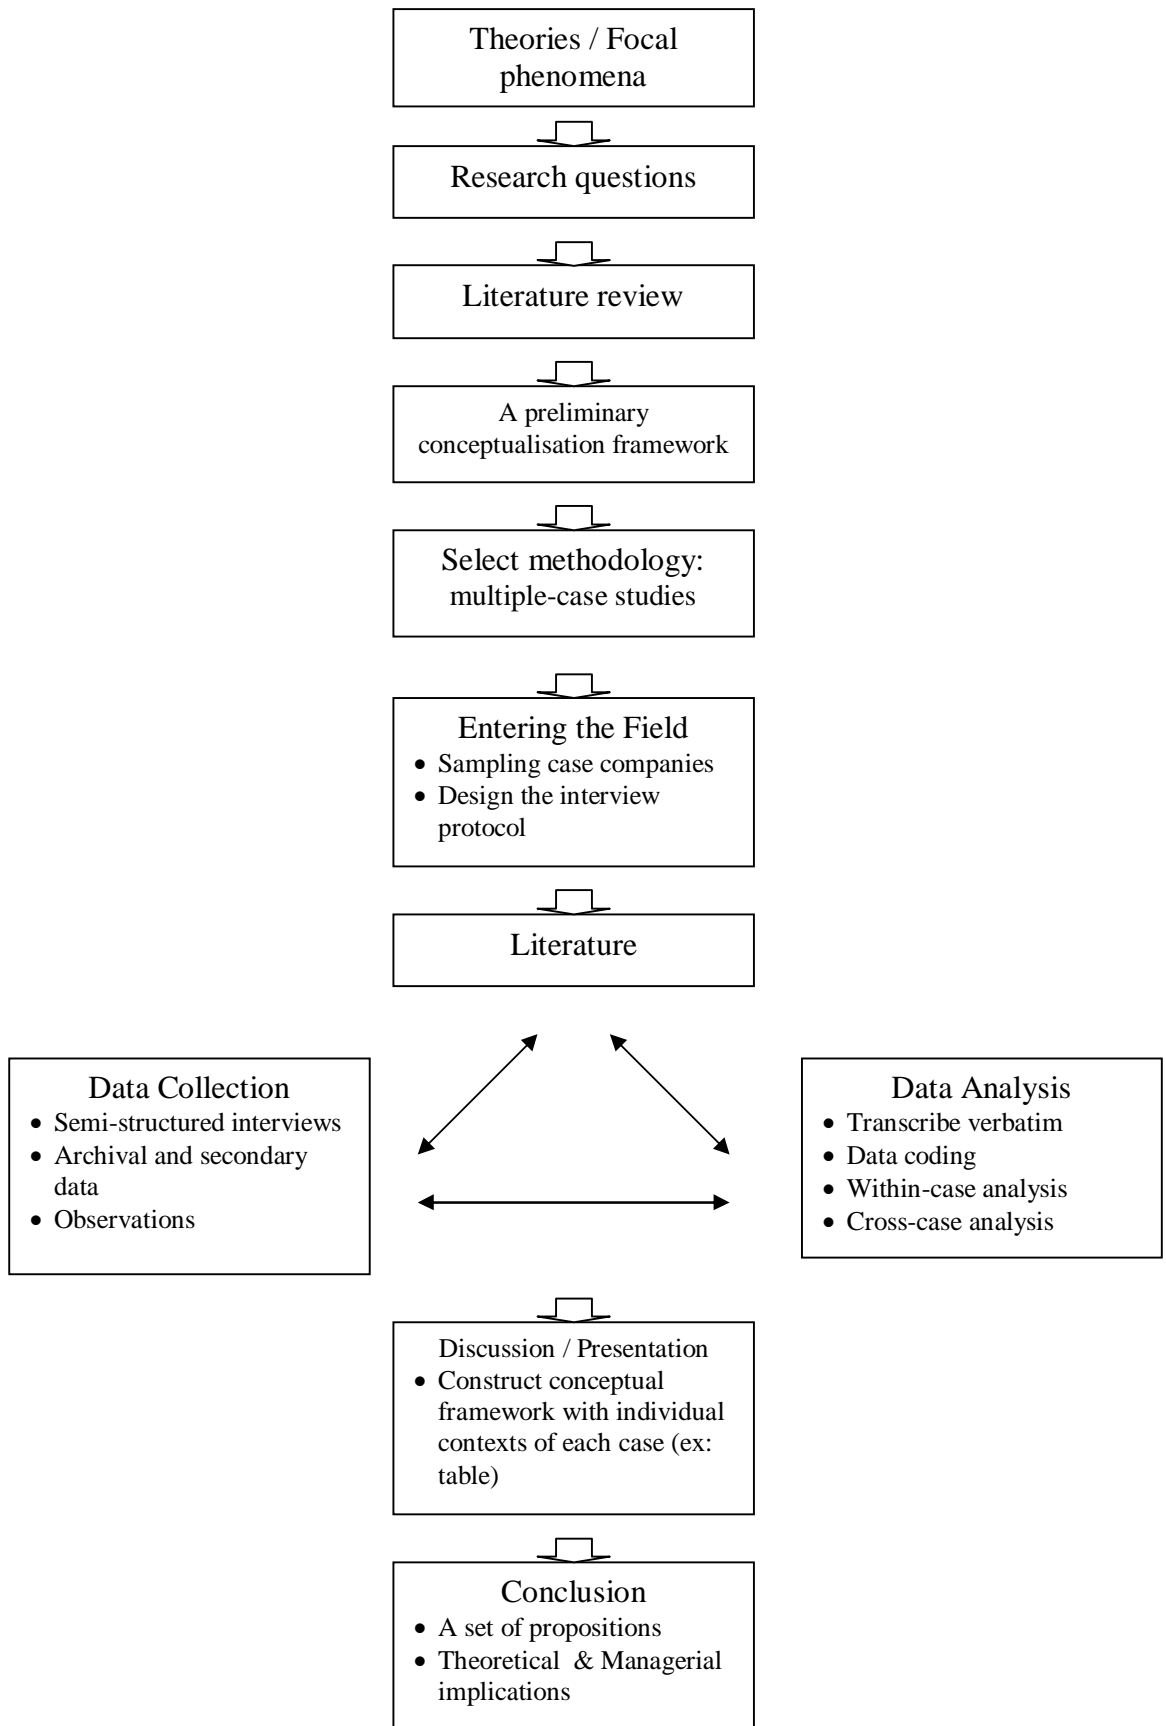 Theories / Focal
phenomena
Research questions
Literature review
A preliminary
conceptualisation framework
Select methodology:
multiple-case studies
Entering the Field
• Sampling case companies
• Design the interview
protocol
Literature
Data Collection
• Semi-structured interviews
• Archival and secondary
data
• Observations
Data Analysis
• Transcribe verbatim
• Data coding
• Within-case analysis
• Cross-case analysis
Discussion / Presentation
• Construct conceptual
framework with individual
contexts of each case (ex:
table)
Conclusion
• A set of propositions
• Theoretical & Managerial
implications